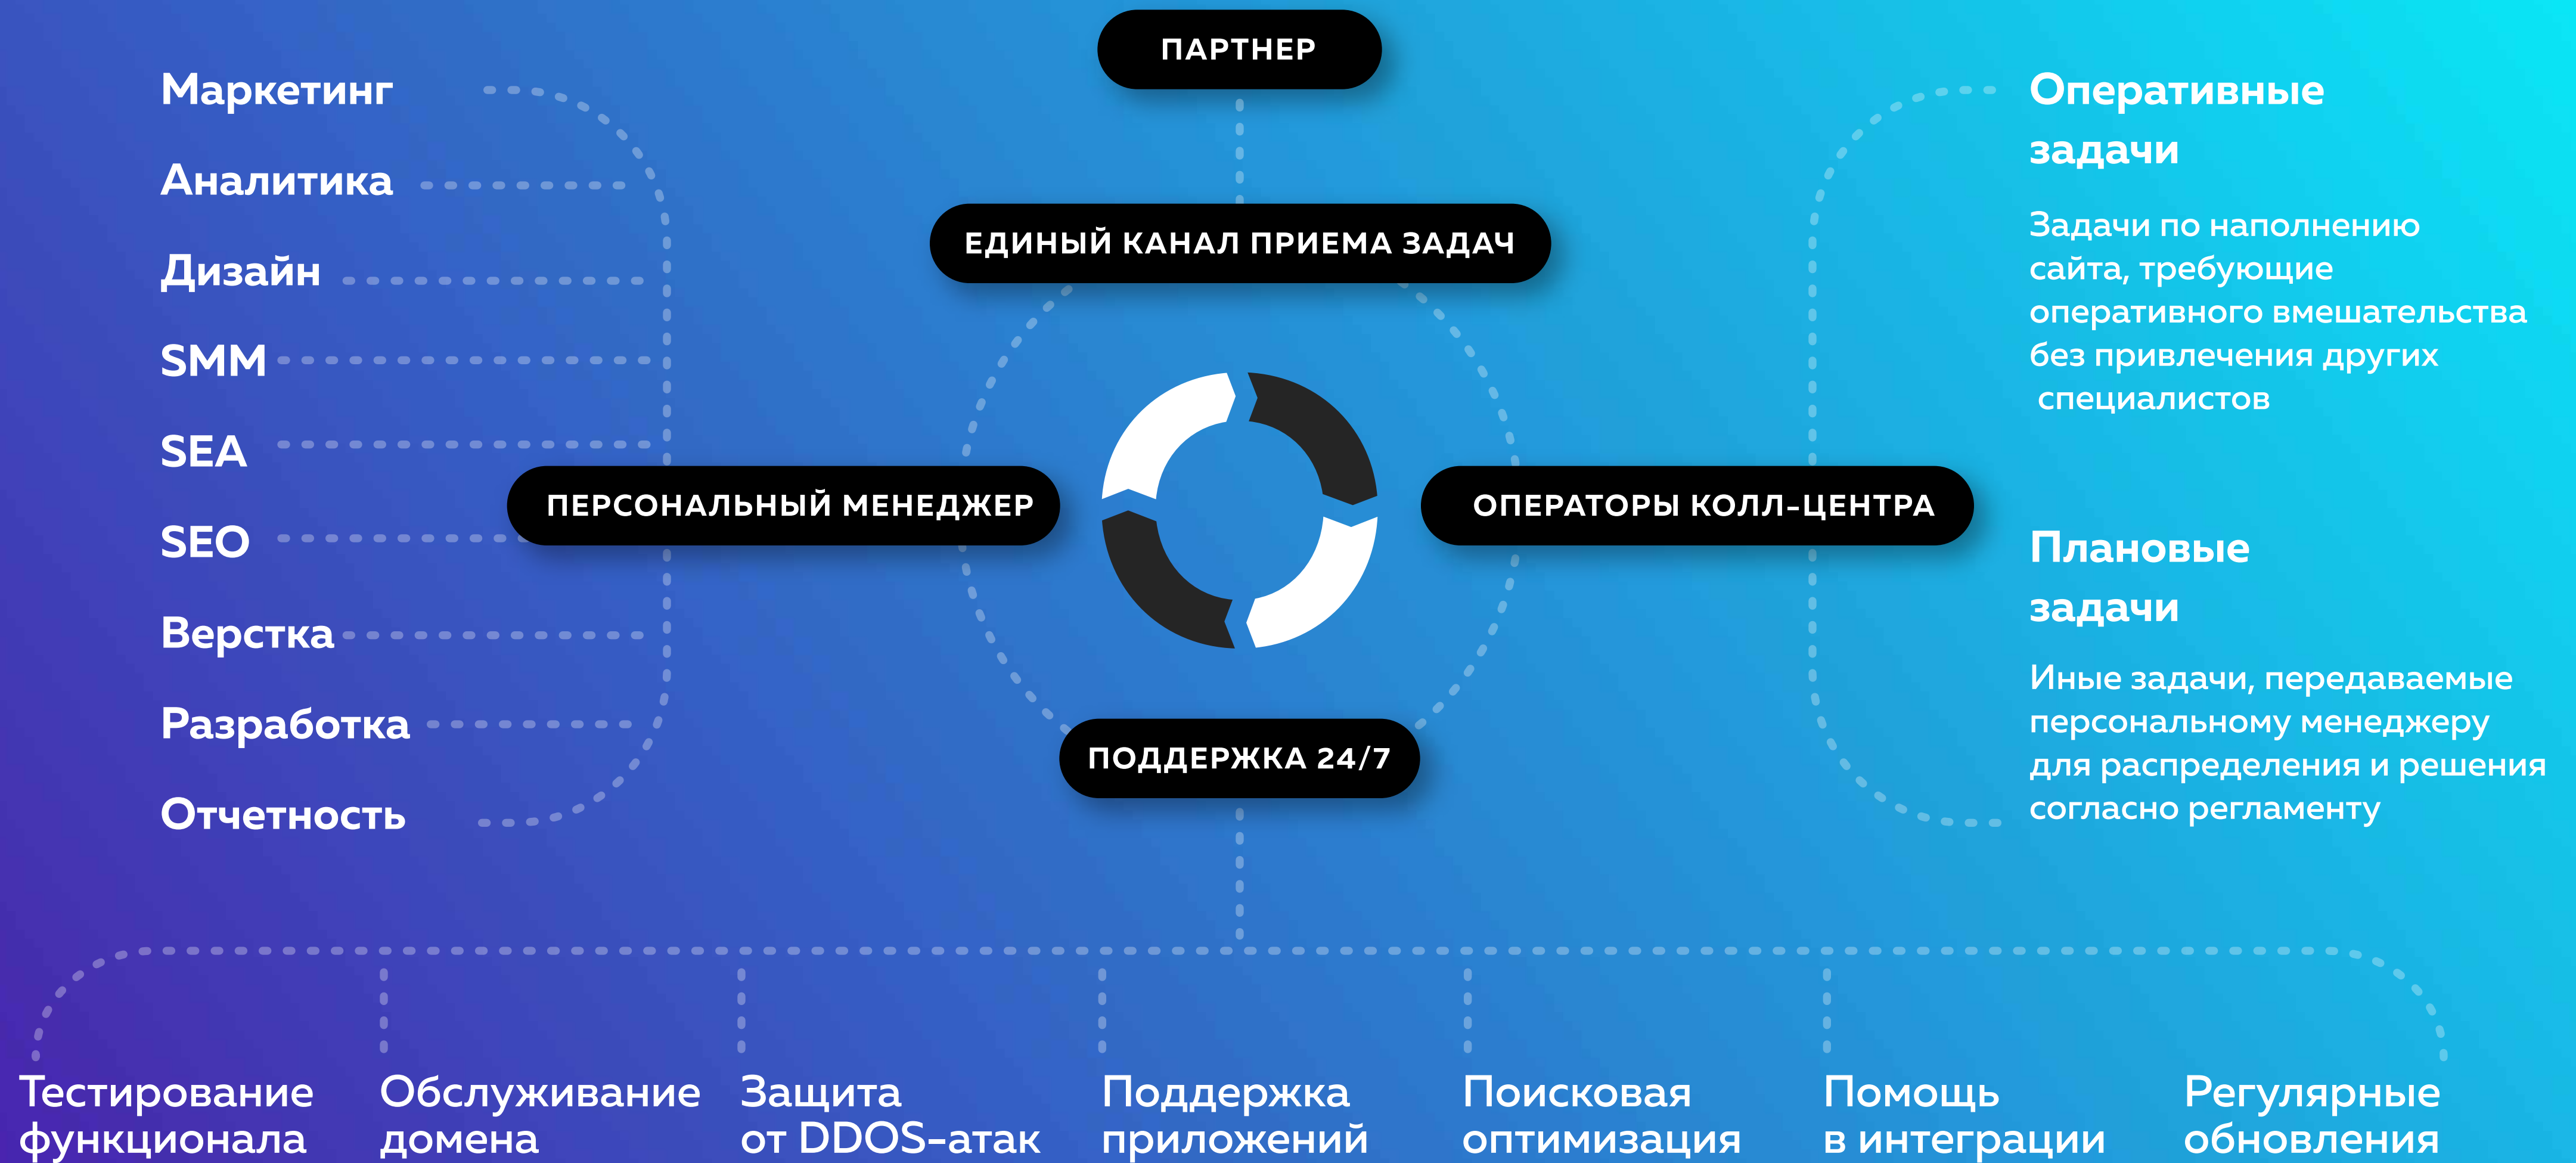 ПАРТНЕР
ЕДИНЫЙ КАНАЛ ПРИЕМА ЗАДАЧ
Маркетинг
Аналитика
Дизайн
SMM
SEA
SEO
Верстка
Разработка
Отчетность
ПЕРСОНАЛЬНЫЙ МЕНЕДЖЕР
ОПЕРАТОРЫ КОЛЛ-ЦЕНТРА
Оперативные
задачи
Задачи по наполнению
сайта, требующие
оперативного вмешательства
без привлечения других
специалистов
Плановые
задачи
Иные задачи, передаваемые
персональному менеджеру
для распределения и решения
согласно регламенту
ПОДДЕРЖКА 24/7
Тестирование
функционала
Обслуживание
домена
Защита
от DDOS-атак
Поддержка
приложений
Поисковая
оптимизация
Помощь
в интеграции
Регулярные
обновления